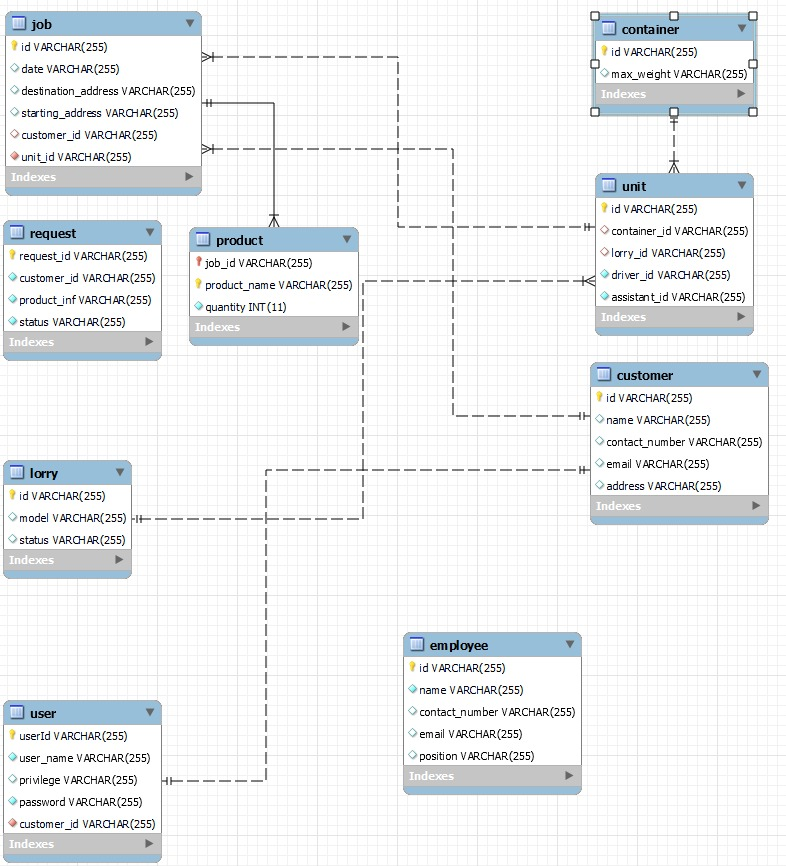 job
id VARCHAR(255)
date VARCHAR(255)
destination_address VARCHAR(255)
starting_address VARCHAR(255)
customer_id VARCHAR(255)
unit_id VARCHAR(255)
Indexes
container
id VARCHAR(255)
max_weight VARCHAR(255)
Indexes
request
request_id VARCHAR(255)
customer_id VARCHAR(255)
product_inf VARCHAR(255)
status VARCHAR(255)
Indexes
product
job_id VARCHAR(255)
product_name VARCHAR(255)
quantity INT(11)
Indexes
unit
id VARCHAR(255)
container_id VARCHAR(255)
lorry_id VARCHAR(255)
driver_id VARCHAR(255)
assistant_id VARCHAR(255)
Indexes
customer
id VARCHAR(255)
name VARCHAR(255)
contact_number VARCHAR(255)
email VARCHAR(255)
address VARCHAR(255)
Indexes
lorry
id VARCHAR(255)
model VARCHAR(255)
status VARCHAR(255)
Indexes
employee
id VARCHAR(255)
name VARCHAR(255)
contact_number VARCHAR(255)
email VARCHAR(255)
position VARCHAR(255)
Indexes
user
userId VARCHAR(255)
user_name VARCHAR(255)
privilege VARCHAR(255)
password VARCHAR(255)
customer_id VARCHAR(255)
Indexes